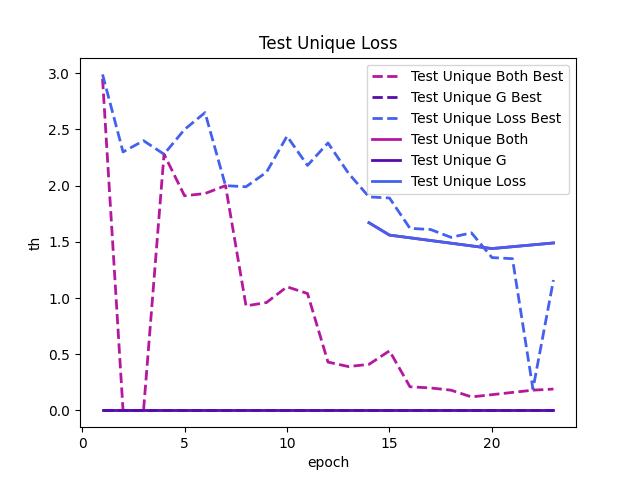 Test Unique Loss
3.0
2.5
2.0
1.5
1.0
0.5
0.0
th
Test Unique Both Best
Test Unique G Best
Test Unique Loss Best
Test Unique Both
Test Unique G
Test Unique Loss
0
5
10
15
20
epoch